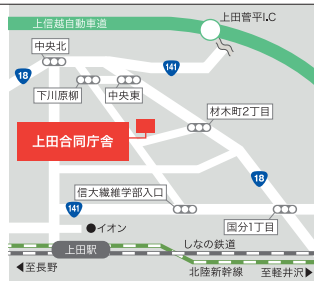 上信越自動車道
上田菅平I.C
中央北
18
141
下川原柳
中央東
材木町2丁目
上田合同庁舎
18
信大繊維学部入口
141
国分1丁目
●イオン
しなの鉄道
上田駅
◀至長野
北陸新幹線
至軽井沢▶